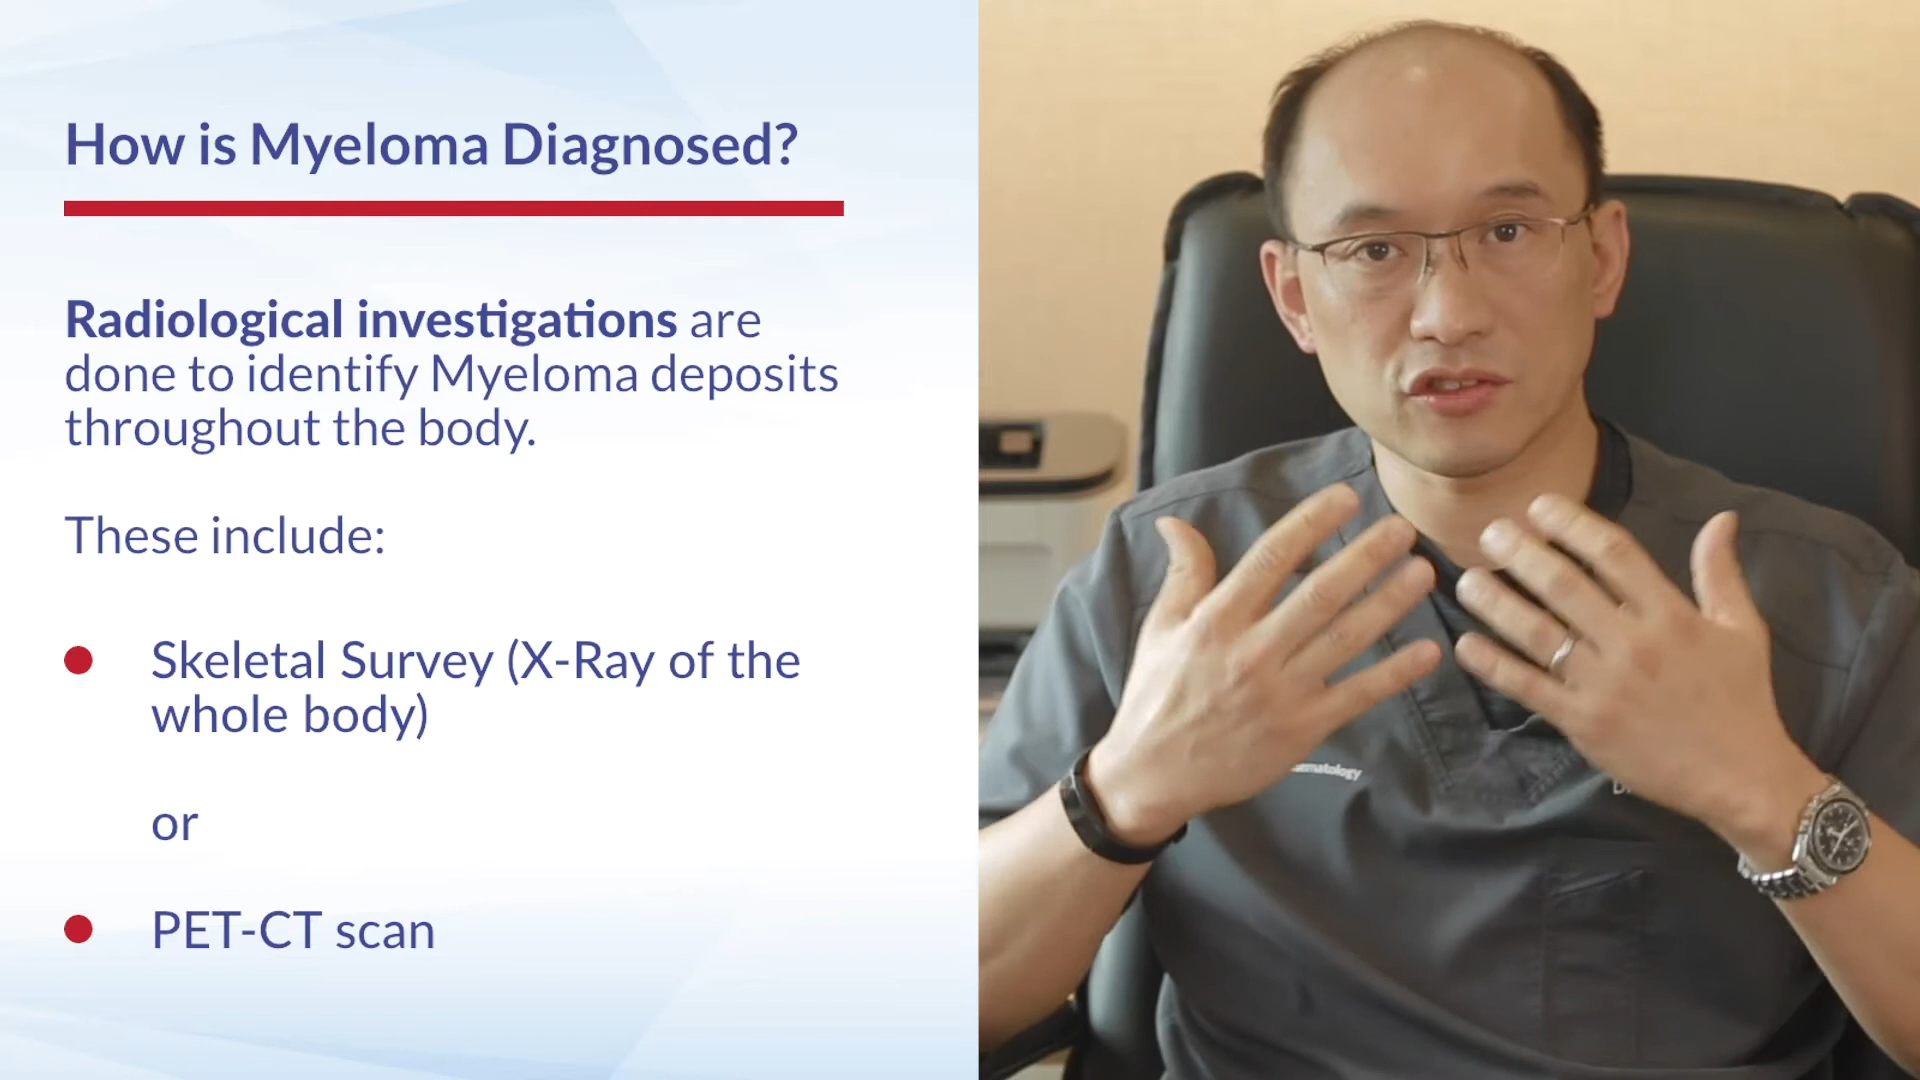 How is Myeloma Diagnosed?
Radiological investigations are
done to identify Myeloma deposits
throughout the body.
These include:
Skeletal Survey (X-Ray of the
whole body)
or
PET-CT scan